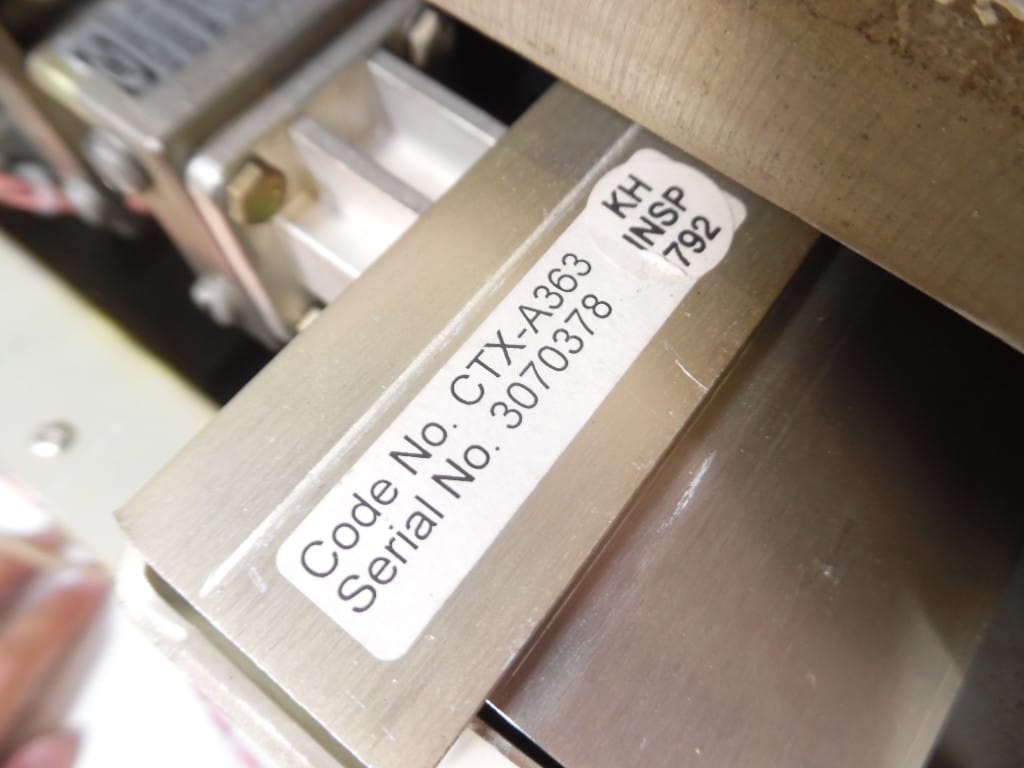 KH
INSP
792
Code No. CTX-A363
Serial No. 3070378